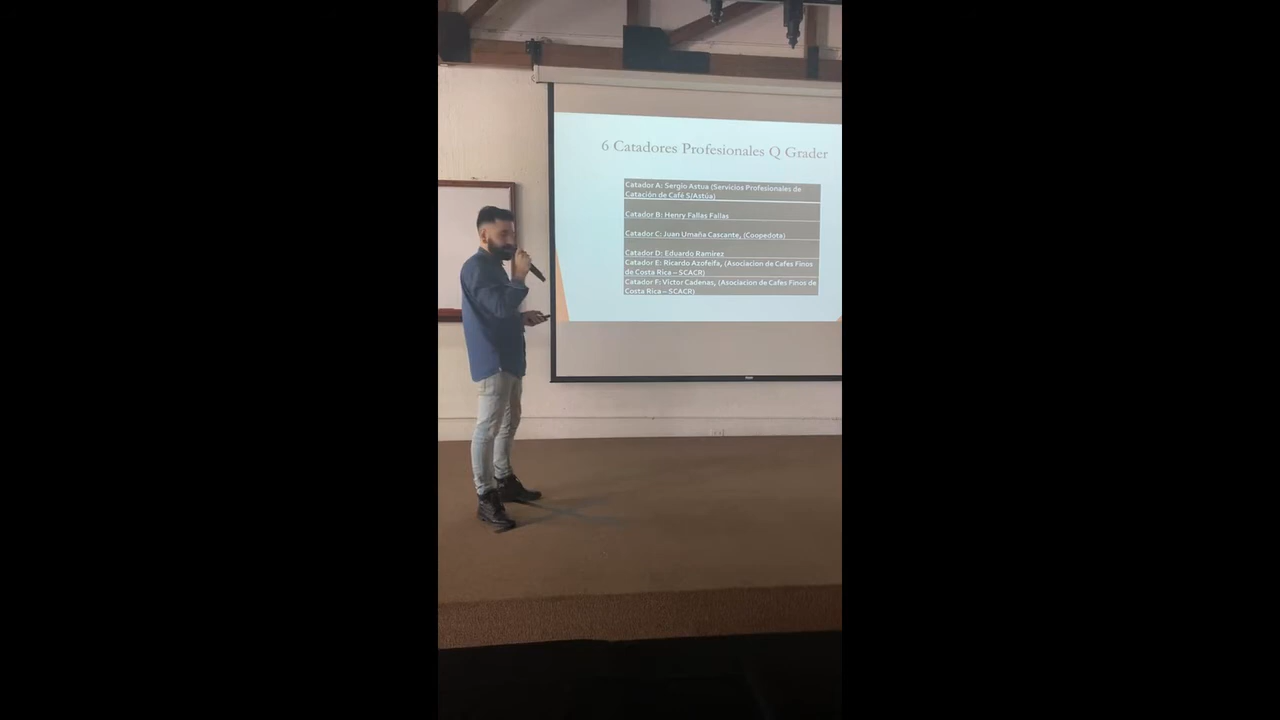 6 Catadores Profesionales Q Grader
Catador A: Sergio Astua (Servicios Profesionales de
Catación de Café S/Astúa)
Catador B: Henry Fallas Fallas
Catador C: Juan Umaña Cascante, (Coopedota)
Catador D: Eduardo Ramirez
Catador E: Ricardo Azofeifa, (Asociacion de Cafes Finos
de Costa Rica – SCACR)
Catador F: Victor Cadenas, (Asociacion de Cafes Finos de
Costa Rica – SCACR)